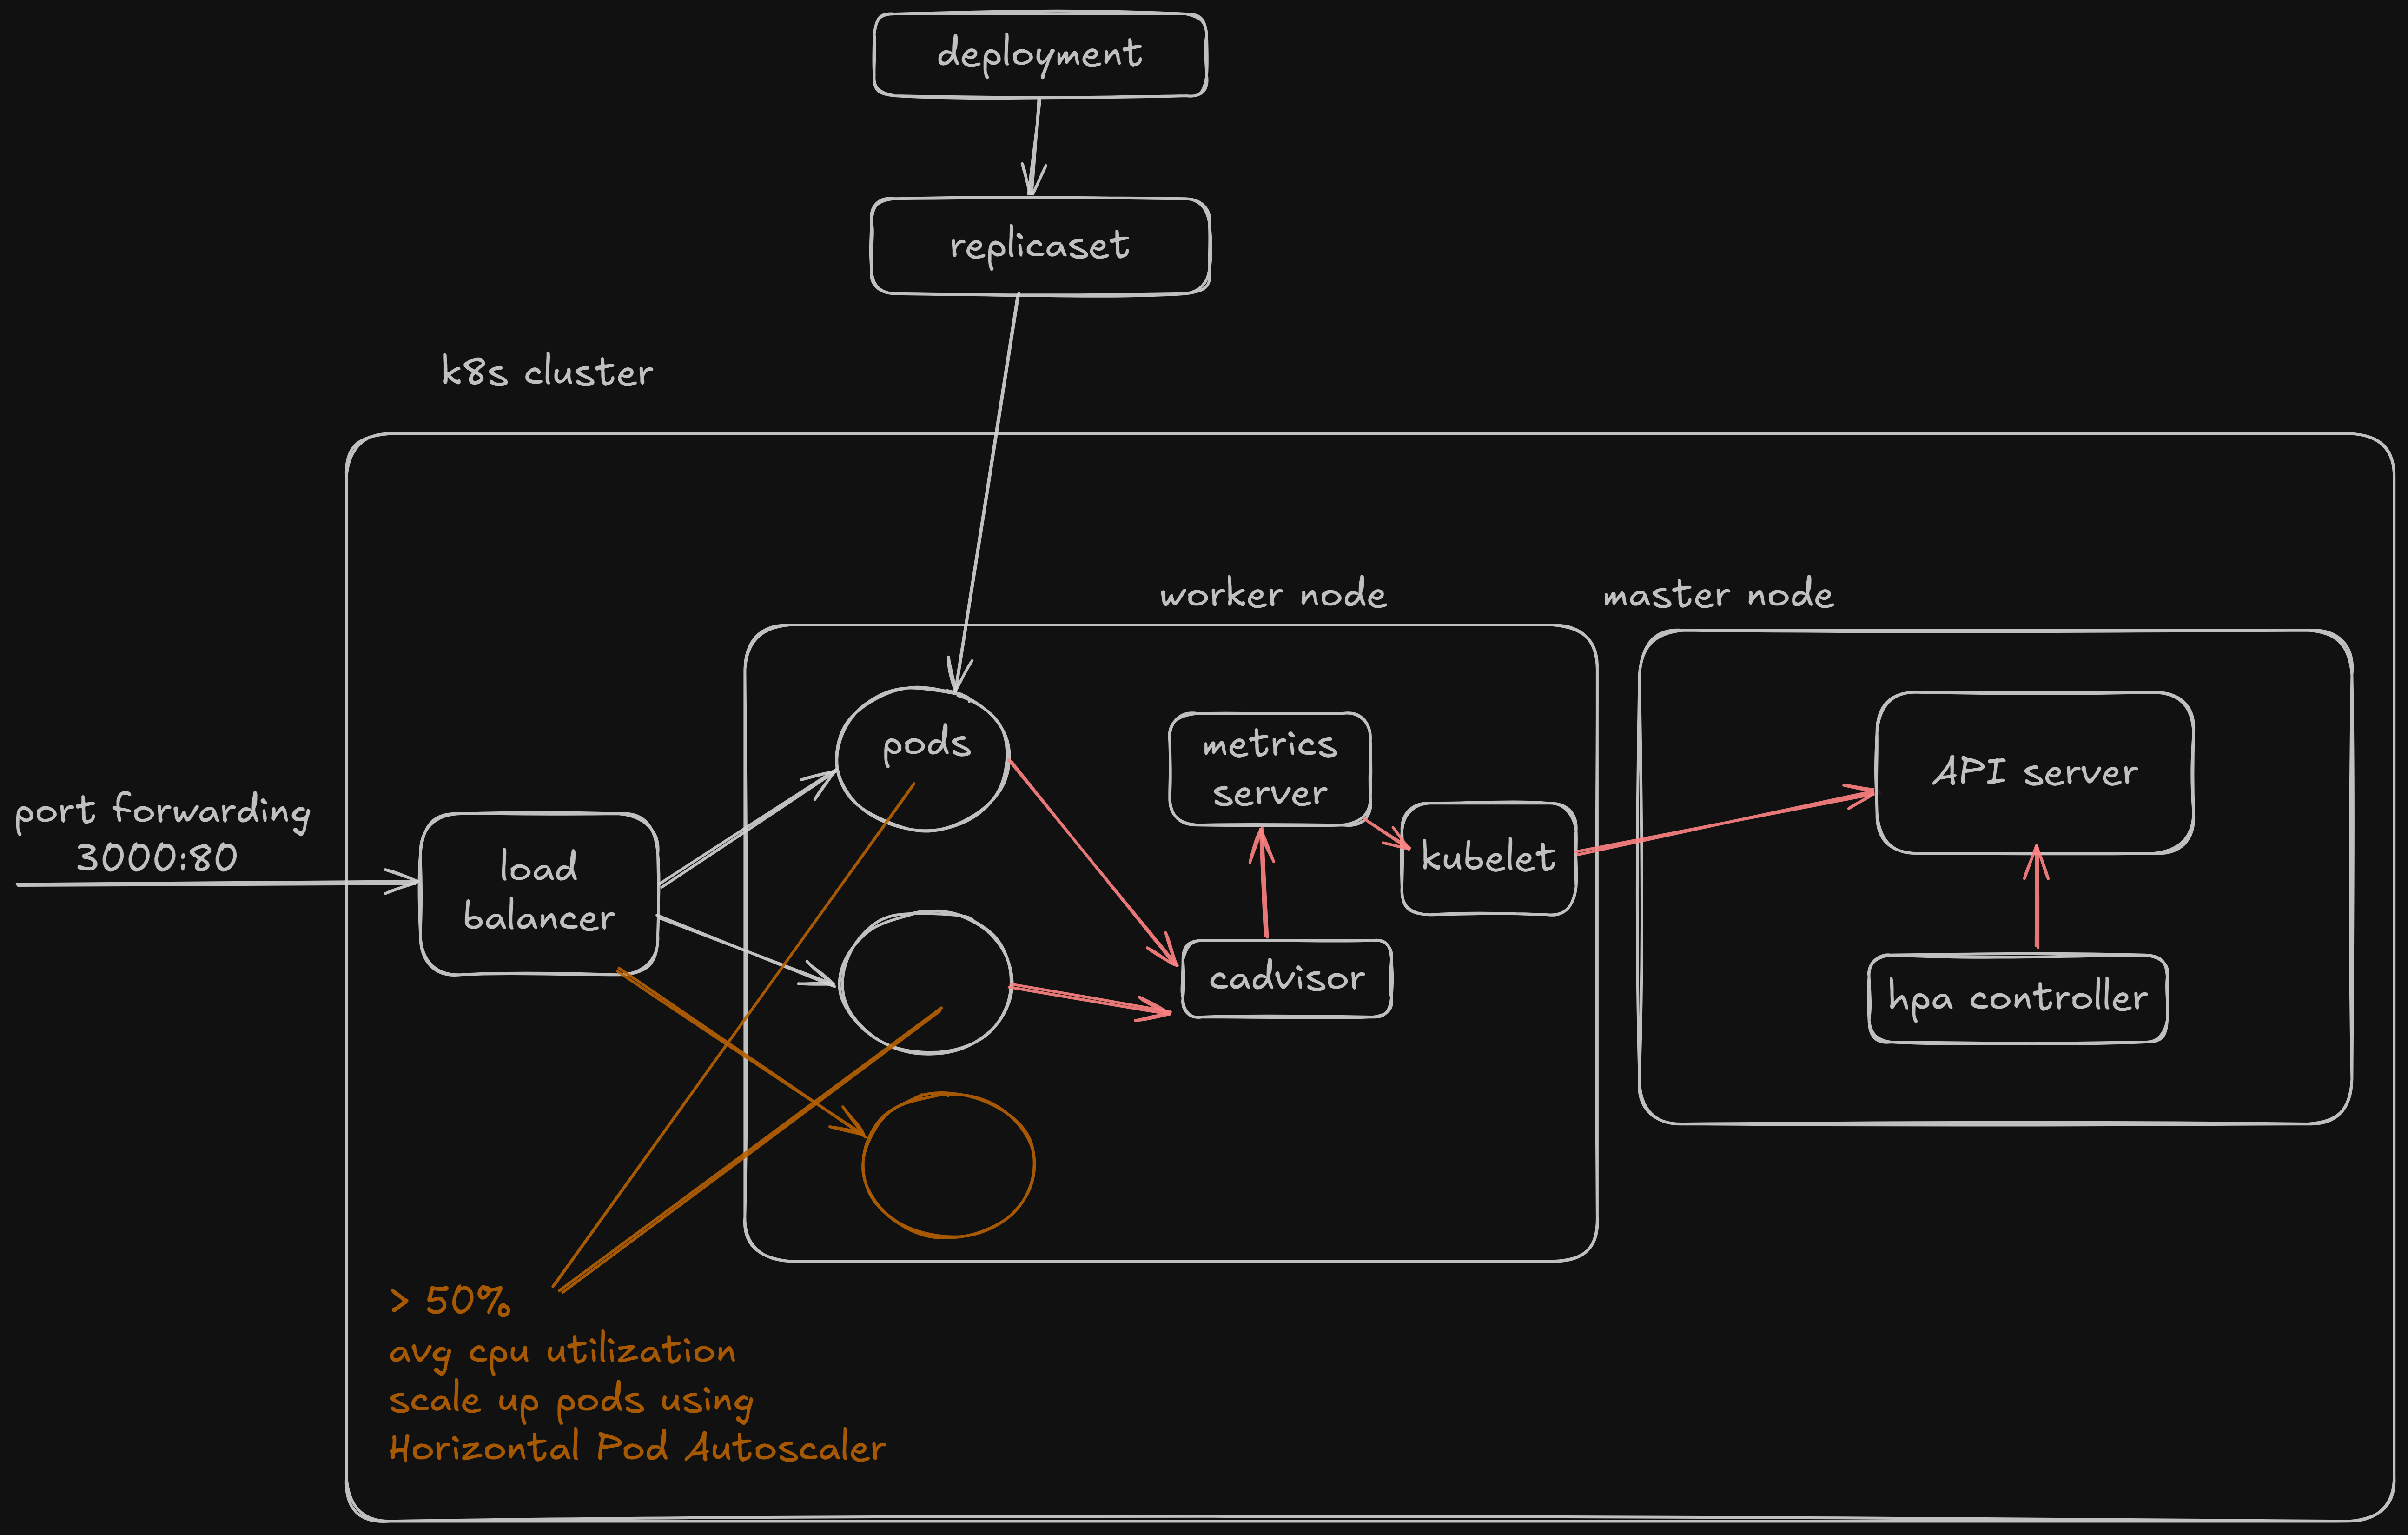 deployment
replicaset
k8s cluster
worker node
master node
pods
metrics
server
API server
port forwarding
3000:80
load
balancer
kubelet
cadvisor
hpa controller
> 50%
avg cpu utilization
scale up pods using
Horizontal Pod Autoscaler